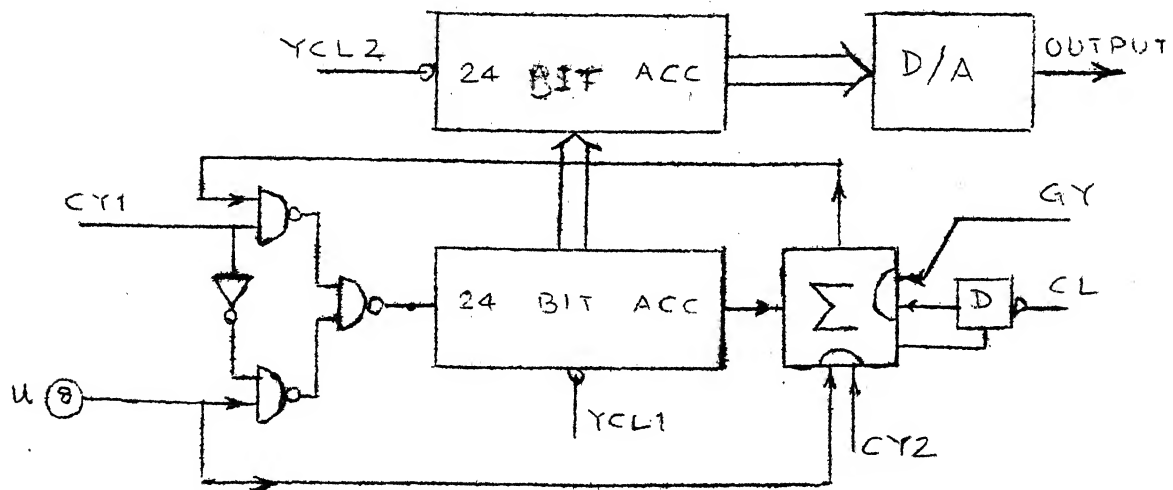 YCL2
24 BIT ACC
D/A
OUTPUT
CY1
GY
24 BIT ACC
Σ
D
CL
U 8
YCL1
CY2